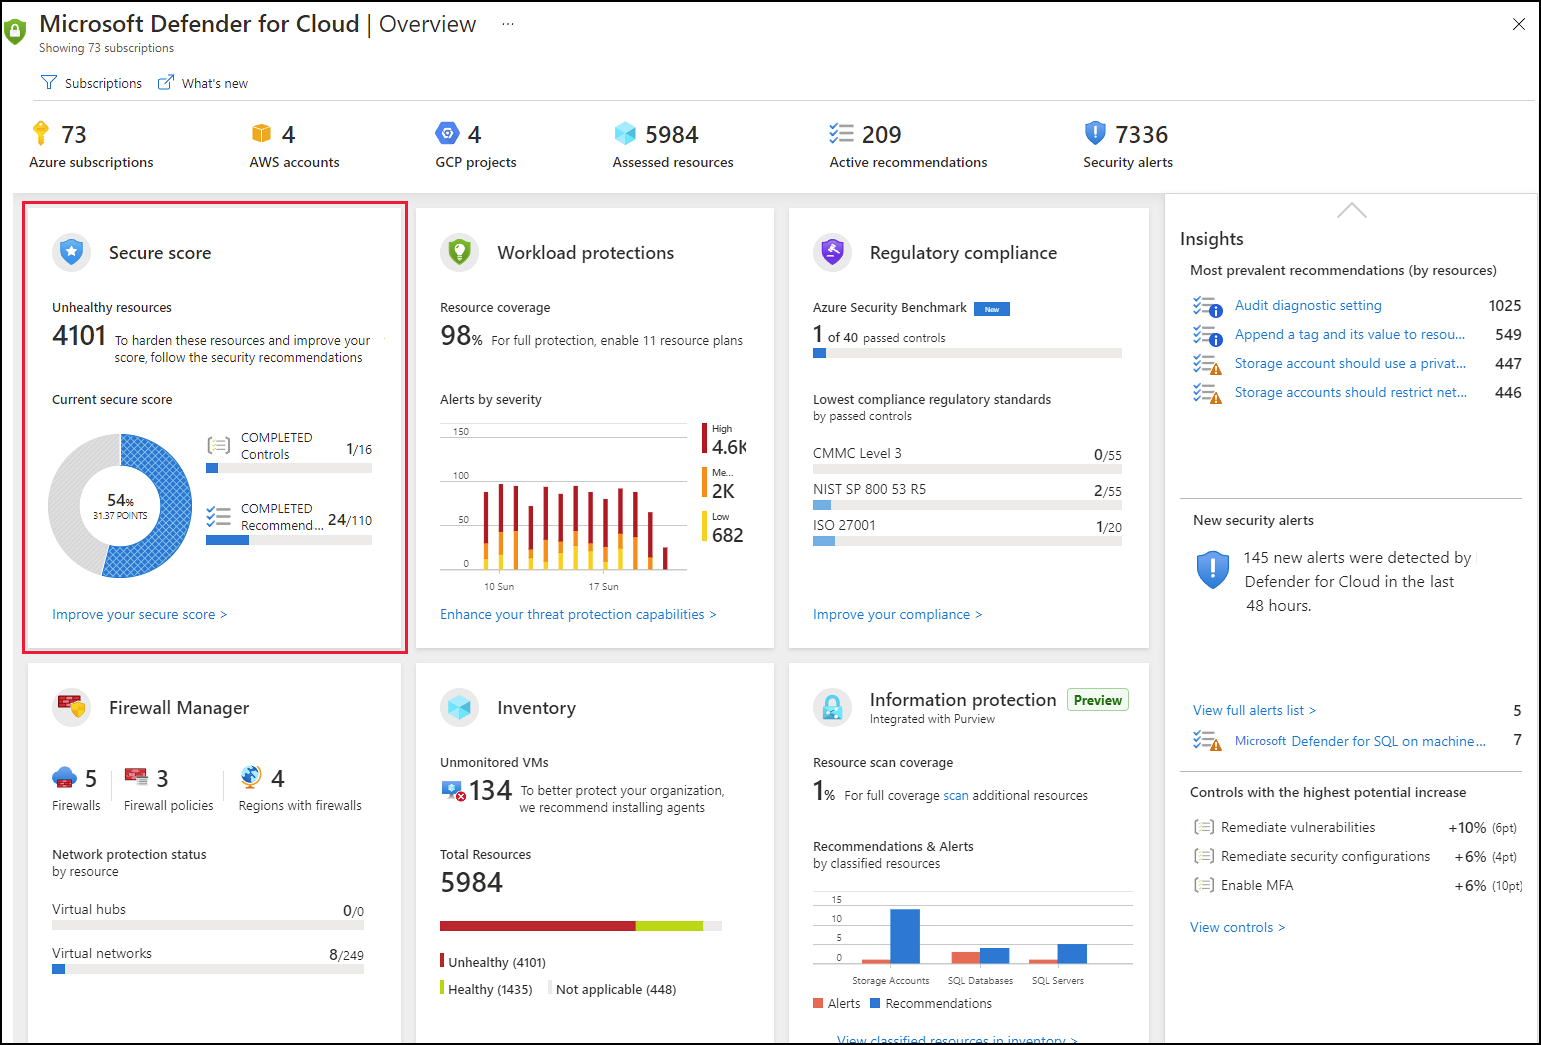 Microsoft Defender for Cloud | Overview ...
Showing 73 subscriptions
Subscriptions What's new
73
Azure subscriptions
4
AWS accounts
4
GCP projects
5984
Assessed resources
209
Active recommendations
7336
Security alerts
Secure score
Unhealthy resources
4101 To harden these resources and improve your
score, follow the security recommendations
Current secure score
54%
31.37 POINTS
COMPLETED
Controls 1/16
COMPLETED
Recommend... 24/110
Improve your secure score >
Workload protections
Resource coverage
98% For full protection, enable 11 resource plans
Alerts by severity
150
100
50
0
10 Sun 17 Sun
High
4.6K
Me...
2K
Low
682
Enhance your threat protection capabilities >
Regulatory compliance
Azure Security Benchmark New
1 of 40 passed controls
Lowest compliance regulatory standards
by passed controls
CMMC Level 3 0/55
NIST SP 800 53 R5 2/55
ISO 27001 1/20
Improve your compliance >
Firewall Manager
5
Firewalls
3
Firewall policies
4
Regions with firewalls
Network protection status
by resource
Virtual hubs 0/0
Virtual networks 8/249
Inventory
Unmonitored VMs
134 To better protect your organization,
we recommend installing agents
Total Resources
5984
Unhealthy (4101)
Healthy (1435) Not applicable (448)
Information protection Preview
Integrated with Purview
Resource scan coverage
1% For full coverage scan additional resources
Recommendations & Alerts
by classified resources
15
10
5
0
Storage Accounts SQL Databases SQL Servers
Alerts Recommendations
View classified resources in inventory >
Insights
Most prevalent recommendations (by resources)
Audit diagnostic setting 1025
Append a tag and its value to resou... 549
Storage account should use a privat... 447
Storage accounts should restrict net... 446
New security alerts
145 new alerts were detected by
Defender for Cloud in the last
48 hours.
View full alerts list > 5
Microsoft Defender for SQL on machine... 7
Controls with the highest potential increase
Remediate vulnerabilities +10% (6pt)
Remediate security configurations +6% (4pt)
Enable MFA +6% (10pt)
View controls >